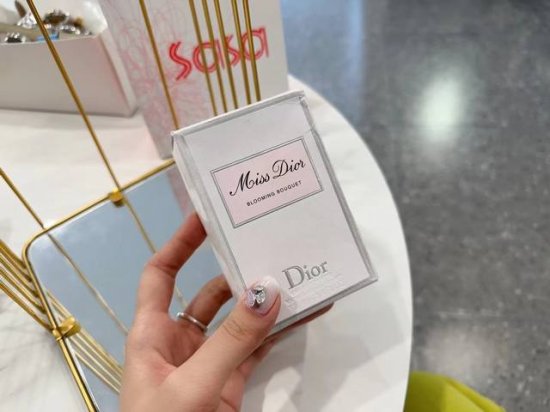 sasa
Miss Dior
BLOOMING BOUQUET
Dior